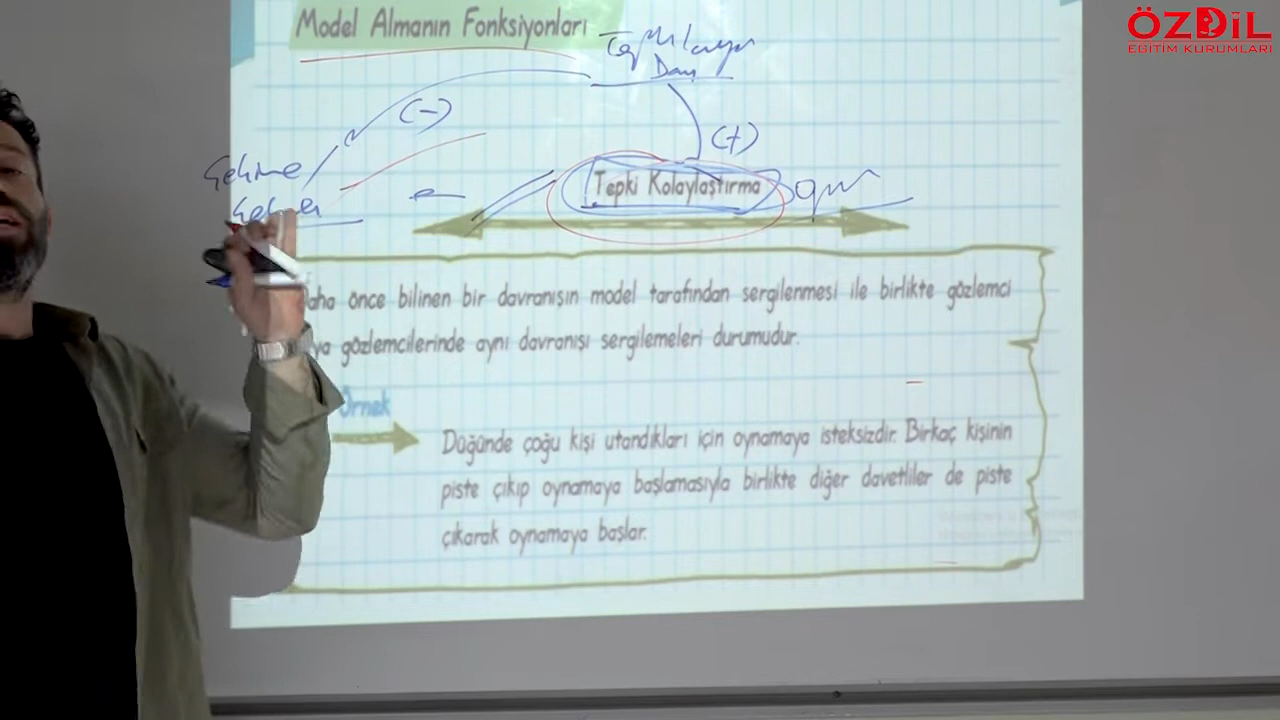 ÖZDİL
EĞİTİM KURUMLARI
Model Almanın Fonksiyonları
(-)
(+)
Tepki Kolaylaştırma
önce bilinen bir davranışın model tarafından sergilenmesi ile birlikte gözlemci
gözlemcilerinde aynı davranışı sergilemeleri durumudur.
Örnek
Düğünde çoğu kişi utandıkları için oynamaya isteksizdir. Birkaç kişinin
piste çıkıp oynamaya başlamasıyla birlikte diğer davetliler de piste
çıkarak oynamaya başlar.